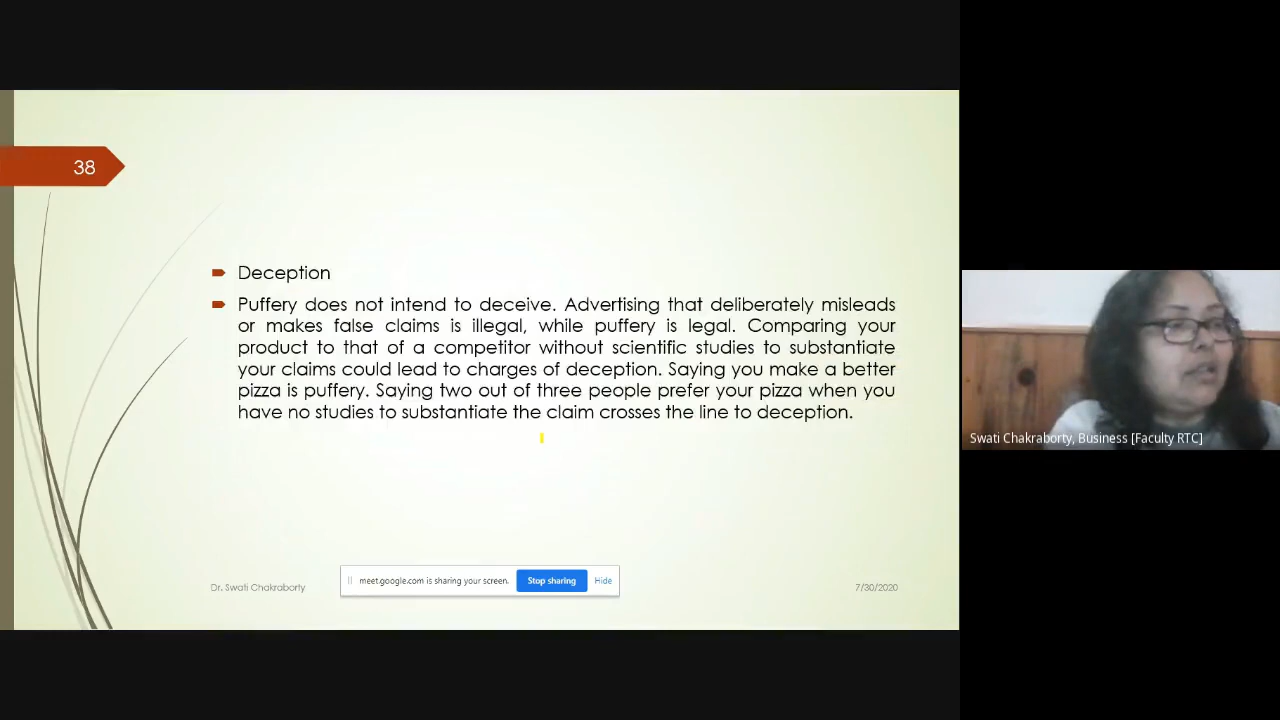 38
Deception
Puffery does not intend to deceive. Advertising that deliberately misleads
or makes false claims is illegal, while puffery is legal. Comparing your
product to that of a competitor without scientific studies to substantiate
your claims could lead to charges of deception. Saying you make a better
pizza is puffery. Saying two out of three people prefer your pizza when you
have no studies to substantiate the claim crosses the line to deception.
Swati Chakraborty, Business [Faculty RTC]
meet.google.com is sharing your screen.
Stop sharing
Hide
Dr. Swati Chakraborty
7/30/2020